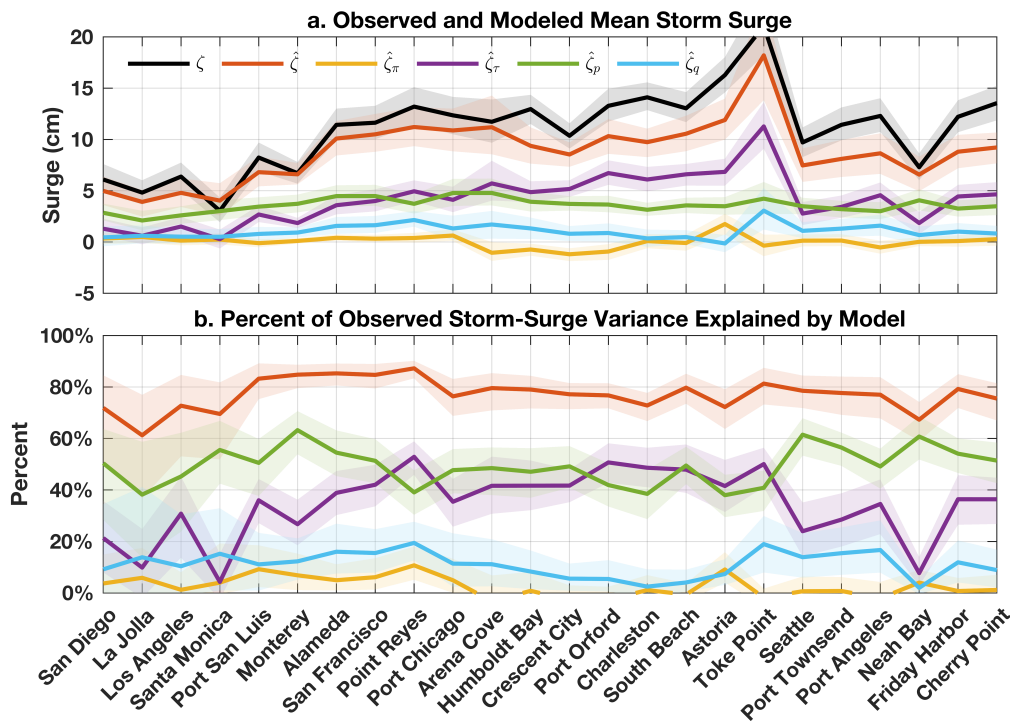 a. Observed and Modeled Mean Storm Surge
20
15
10
5
0
-5
Surge (cm)
ζ ζ̂ ζ̂π ζ̂τ ζ̂p ζ̂q
b. Percent of Observed Storm-Surge Variance Explained by Model
100%
80%
60%
40%
20%
0%
Percent
San Diego
La Jolla
Los Angeles
Santa Monica
Port San Luis
Monterey
Alameda
San Francisco
Point Reyes
Port Chicago
Arena Cove
Humboldt Bay
Crescent City
Port Orford
Charleston
South Beach
Astoria
Toke Point
Seattle
Port Townsend
Port Angeles
Neah Bay
Friday Harbor
Cherry Point